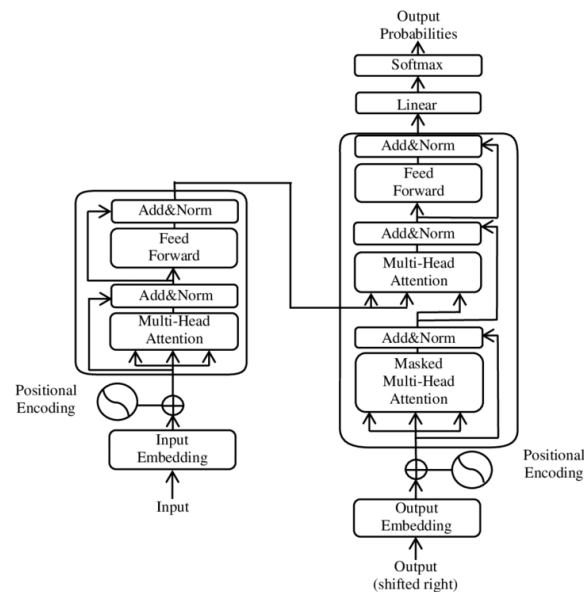 Output
Probabilities
Softmax
Linear
Add&Norm
Feed
Forward
Add&Norm
Multi-Head
Attention
Add&Norm
Masked
Multi-Head
Attention
Positional
Encoding
Output
Embedding
Output
(shifted right)
Add&Norm
Feed
Forward
Add&Norm
Multi-Head
Attention
Positional
Encoding
Input
Embedding
Input